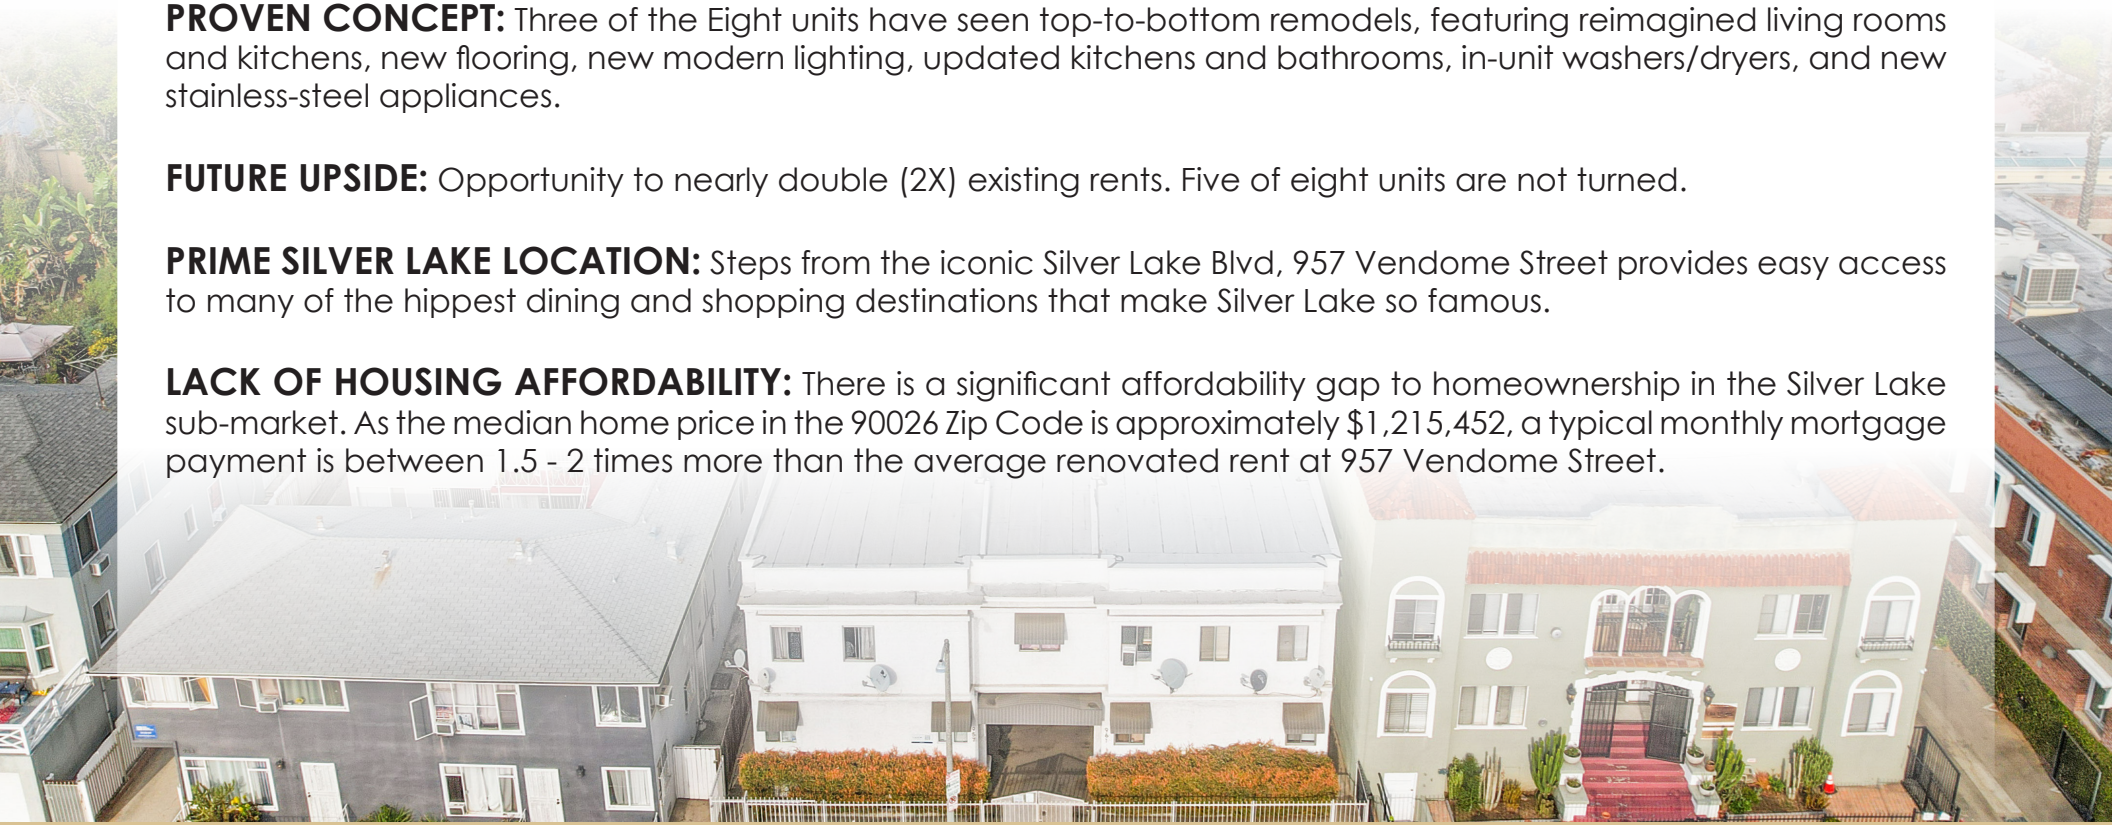 PROVEN CONCEPT: Three of the Eight units have seen top-to-bottom remodels, featuring reimagined living rooms
and kitchens, new flooring, new modern lighting, updated kitchens and bathrooms, in-unit washers/dryers, and new
stainless-steel appliances.
FUTURE UPSIDE: Opportunity to nearly double (2X) existing rents. Five of eight units are not turned.
PRIME SILVER LAKE LOCATION: Steps from the iconic Silver Lake Blvd, 957 Vendome Street provides easy access
to many of the hippest dining and shopping destinations that make Silver Lake so famous.
LACK OF HOUSING AFFORDABILITY: There is a significant affordability gap to homeownership in the Silver Lake
sub-market. As the median home price in the 90026 Zip Code is approximately $1,215,452, a typical monthly mortgage
payment is between 1.5 - 2 times more than the average renovated rent at 957 Vendome Street.